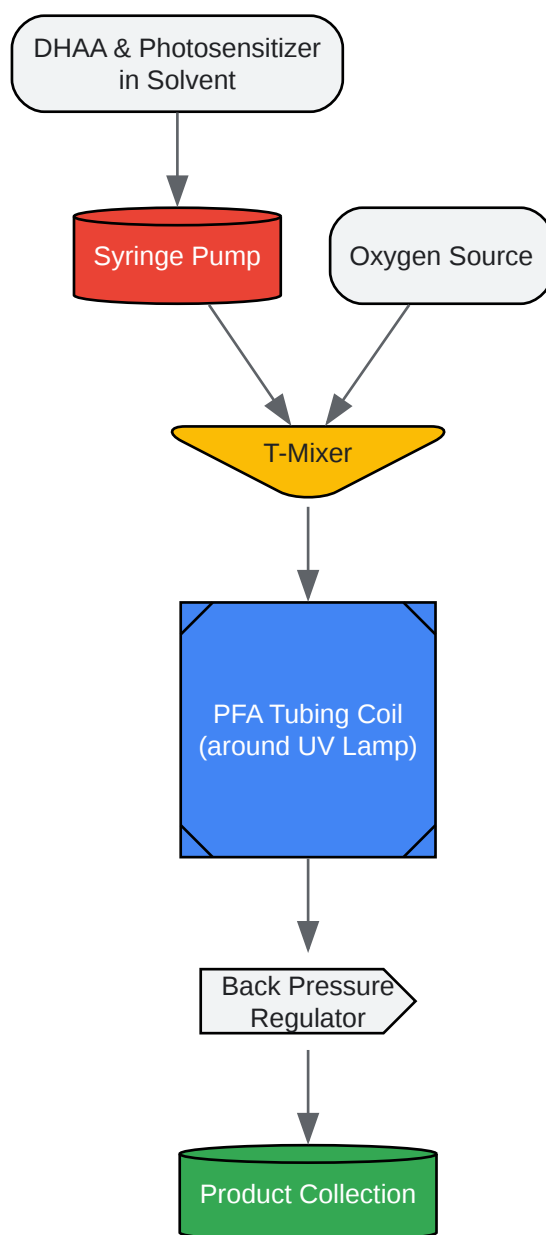 DHAA & Photosensitizer
in Solvent
Syringe Pump
Oxygen Source
T-Mixer
PFA Tubing Coil
(around UV Lamp)
Back Pressure
Regulator
Product Collection